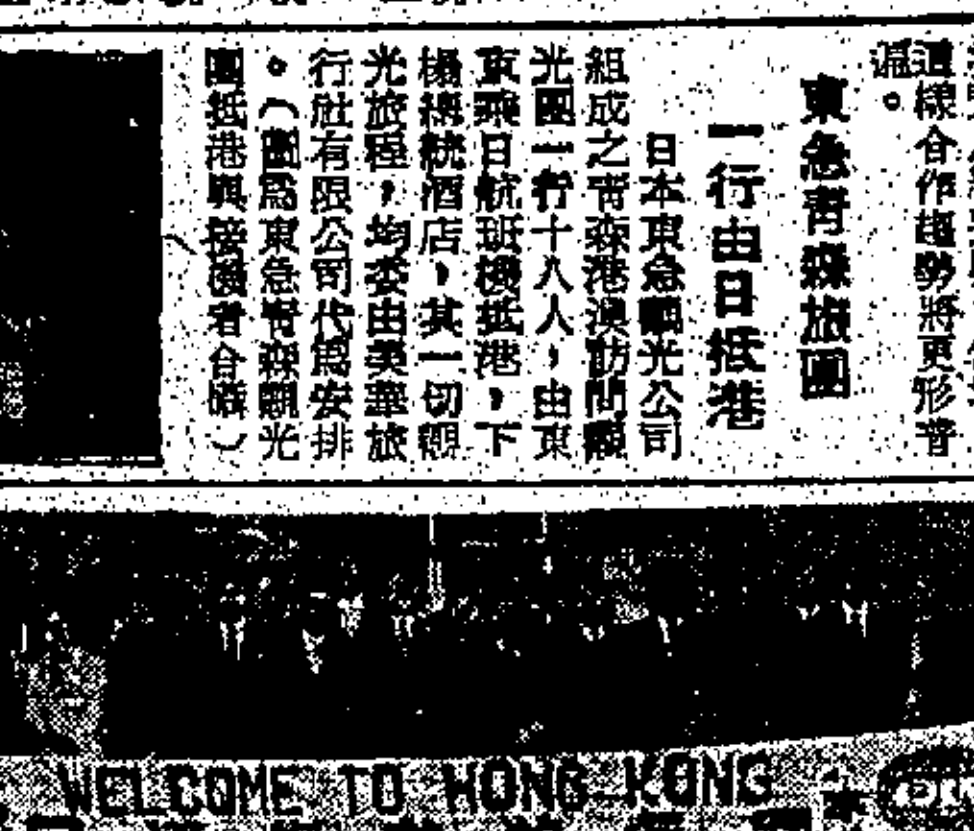 這線合作趨勢將更形普
遍。
東急青森旅團
一行由日抵港
日本東急觀光公司
組成之青森港澳訪問觀
光團一行十八人，由東
京乘日航班機抵港，下
榻總統酒店，其一切觀
光旅程，均委由美華旅
行社有限公司代爲安排
。（圖爲東急青森觀光
團抵港與接機者合攝）
WELCOME TO HONG KONG